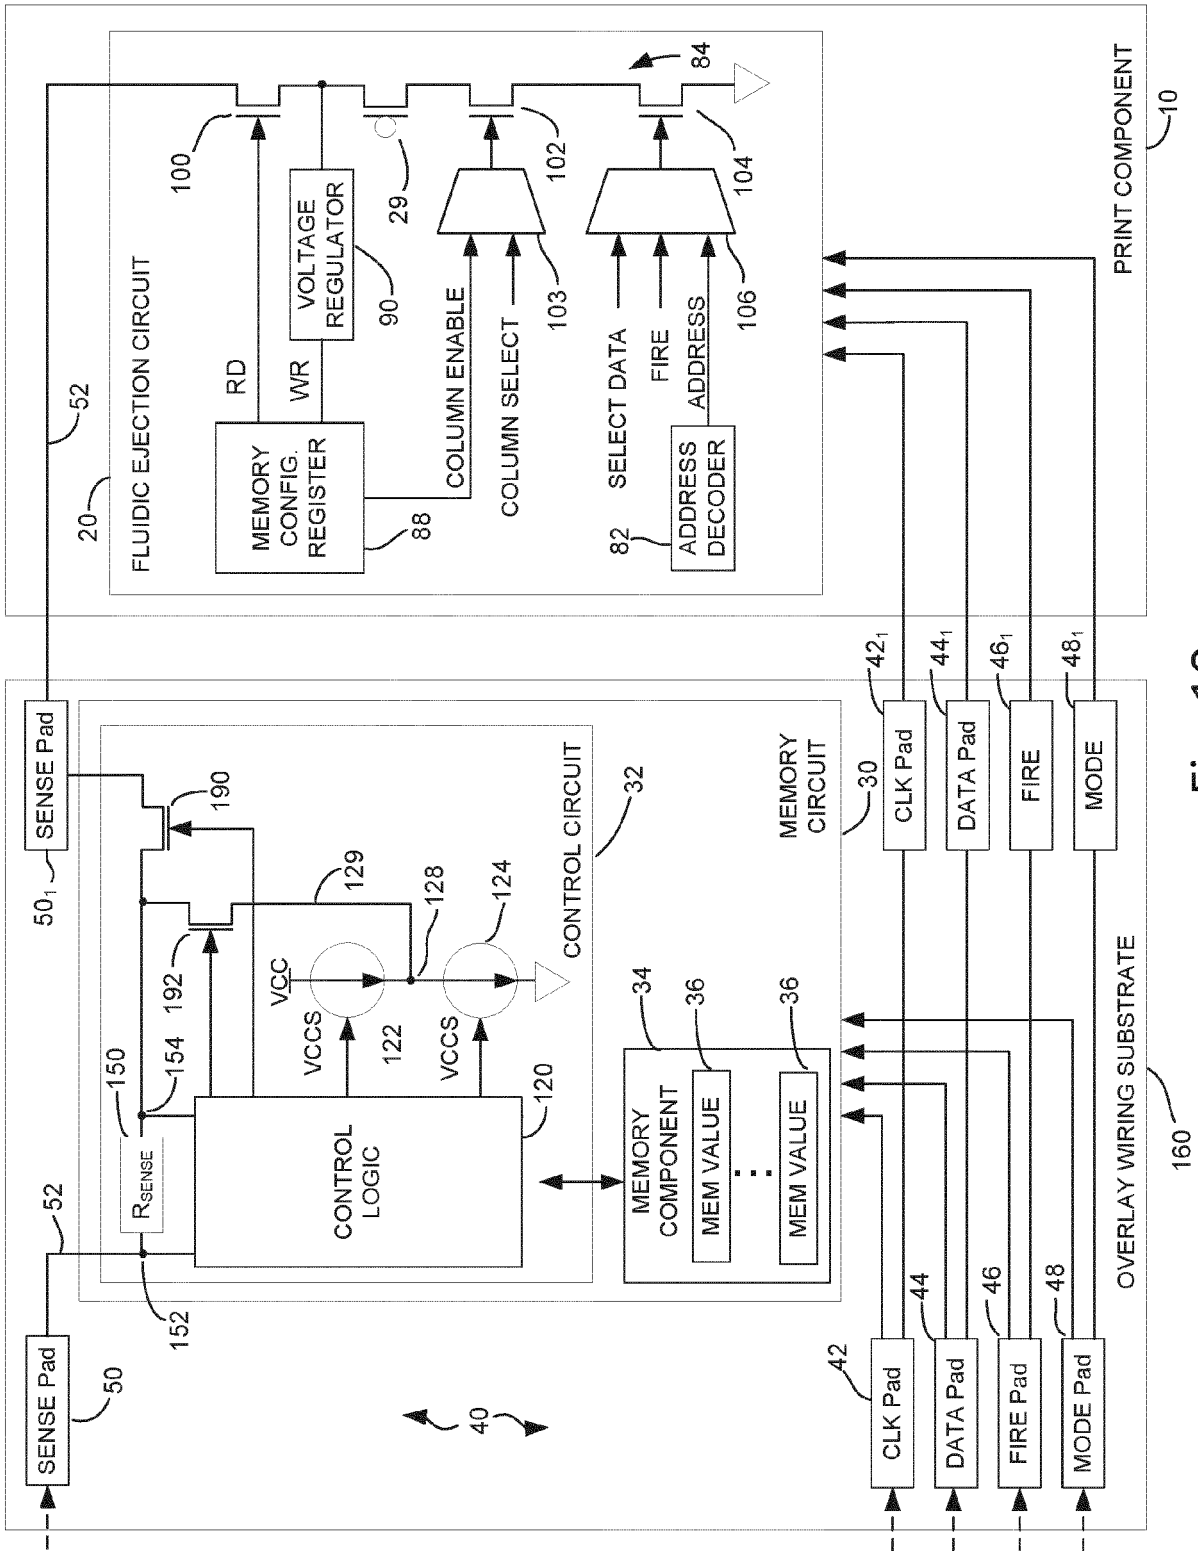 SENSE Pad
50
52
152
RSENSE
150
154
SENSE Pad
50₁
52
190
192
129
VCC
VCCS
122
128
VCCS
124
CONTROL
LOGIC
120
CONTROL CIRCUIT
32
40
MEMORY
COMPONENT
34
MEM VALUE
36
MEM VALUE
36
MEMORY
CIRCUIT
30
CLK Pad
42
DATA Pad
44
FIRE Pad
46
MODE Pad
48
CLK Pad
42₁
DATA Pad
44₁
FIRE
46₁
MODE
48₁
OVERLAY WIRING SUBSTRATE
160
20
FLUIDIC EJECTION CIRCUIT
100
RD
WR
MEMORY
CONFIG.
REGISTER
88
VOLTAGE
REGULATOR
90
29
COLUMN ENABLE
COLUMN SELECT
103
102
SELECT DATA
FIRE
ADDRESS
82
ADDRESS
DECODER
106
104
84
PRINT COMPONENT
10